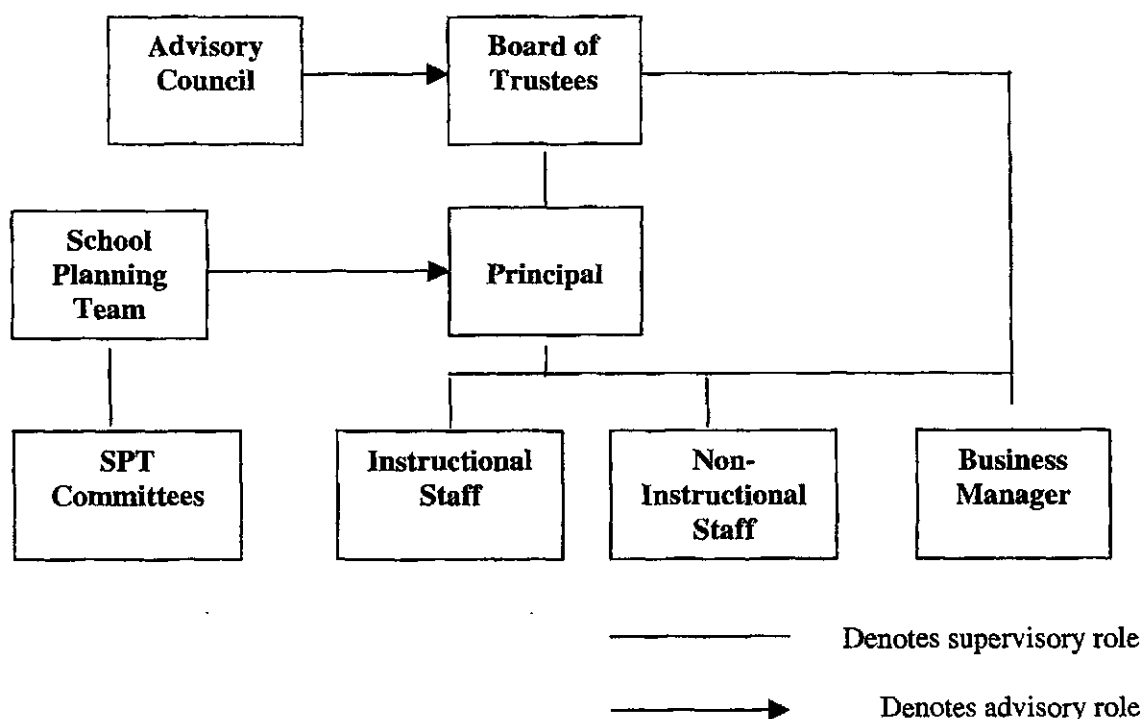 Advisory
Council
Board of
Trustees
School
Planning
Team
Principal
SPT
Committees
Instructional
Staff
Non-
Instructional
Staff
Business
Manager
Denotes supervisory role
Denotes advisory role